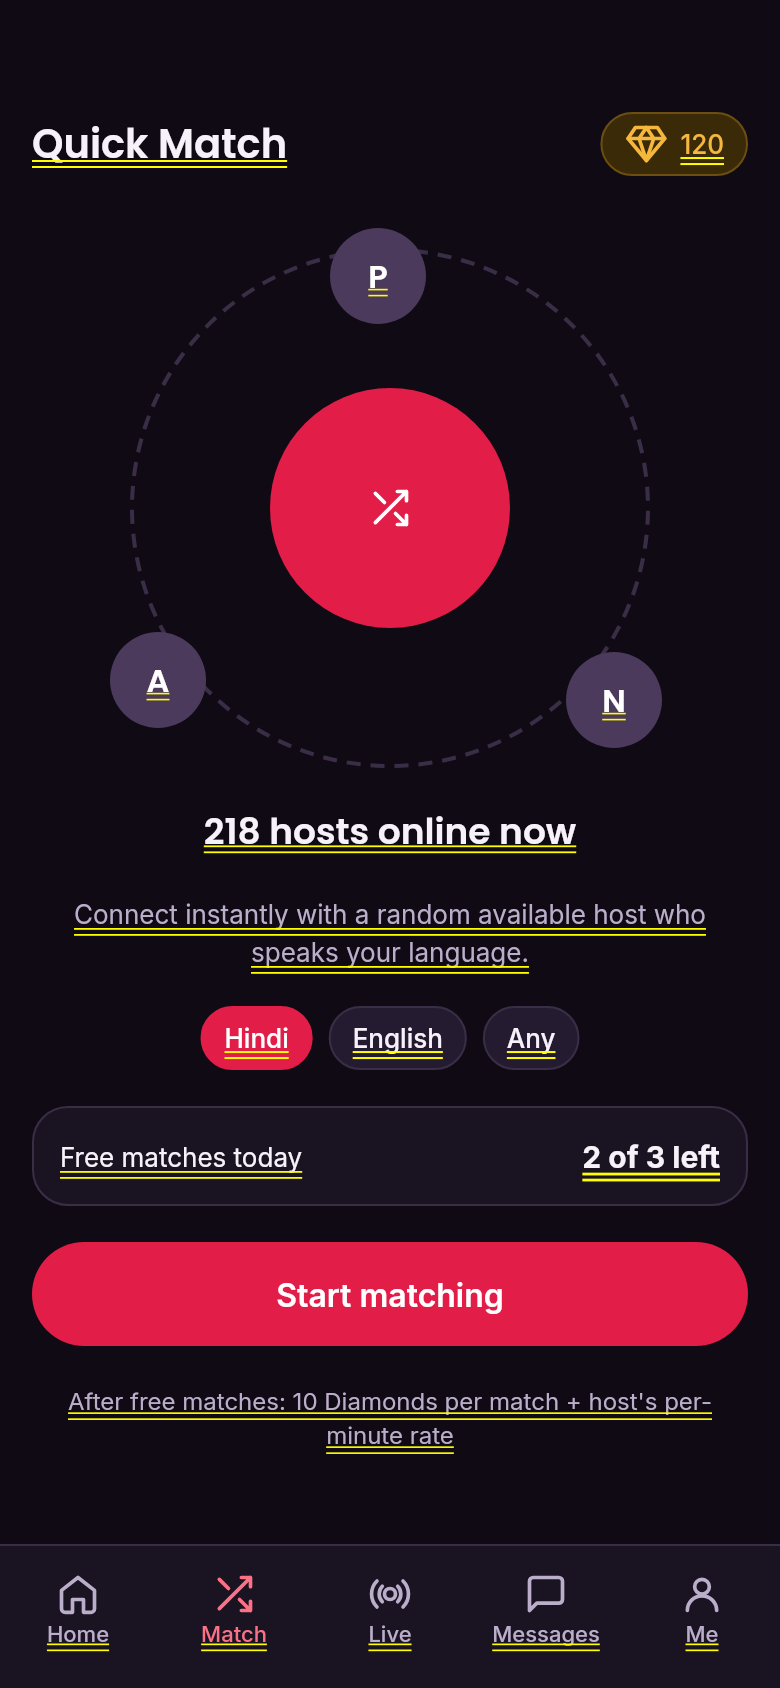 Quick Match
120
P
A
N
218 hosts online now
Connect instantly with a random available host who
speaks your language.
Hindi English Any
Free matches today 2 of 3 left
Start matching
After free matches: 10 Diamonds per match + host's per-
minute rate
Home Match Live Messages Me